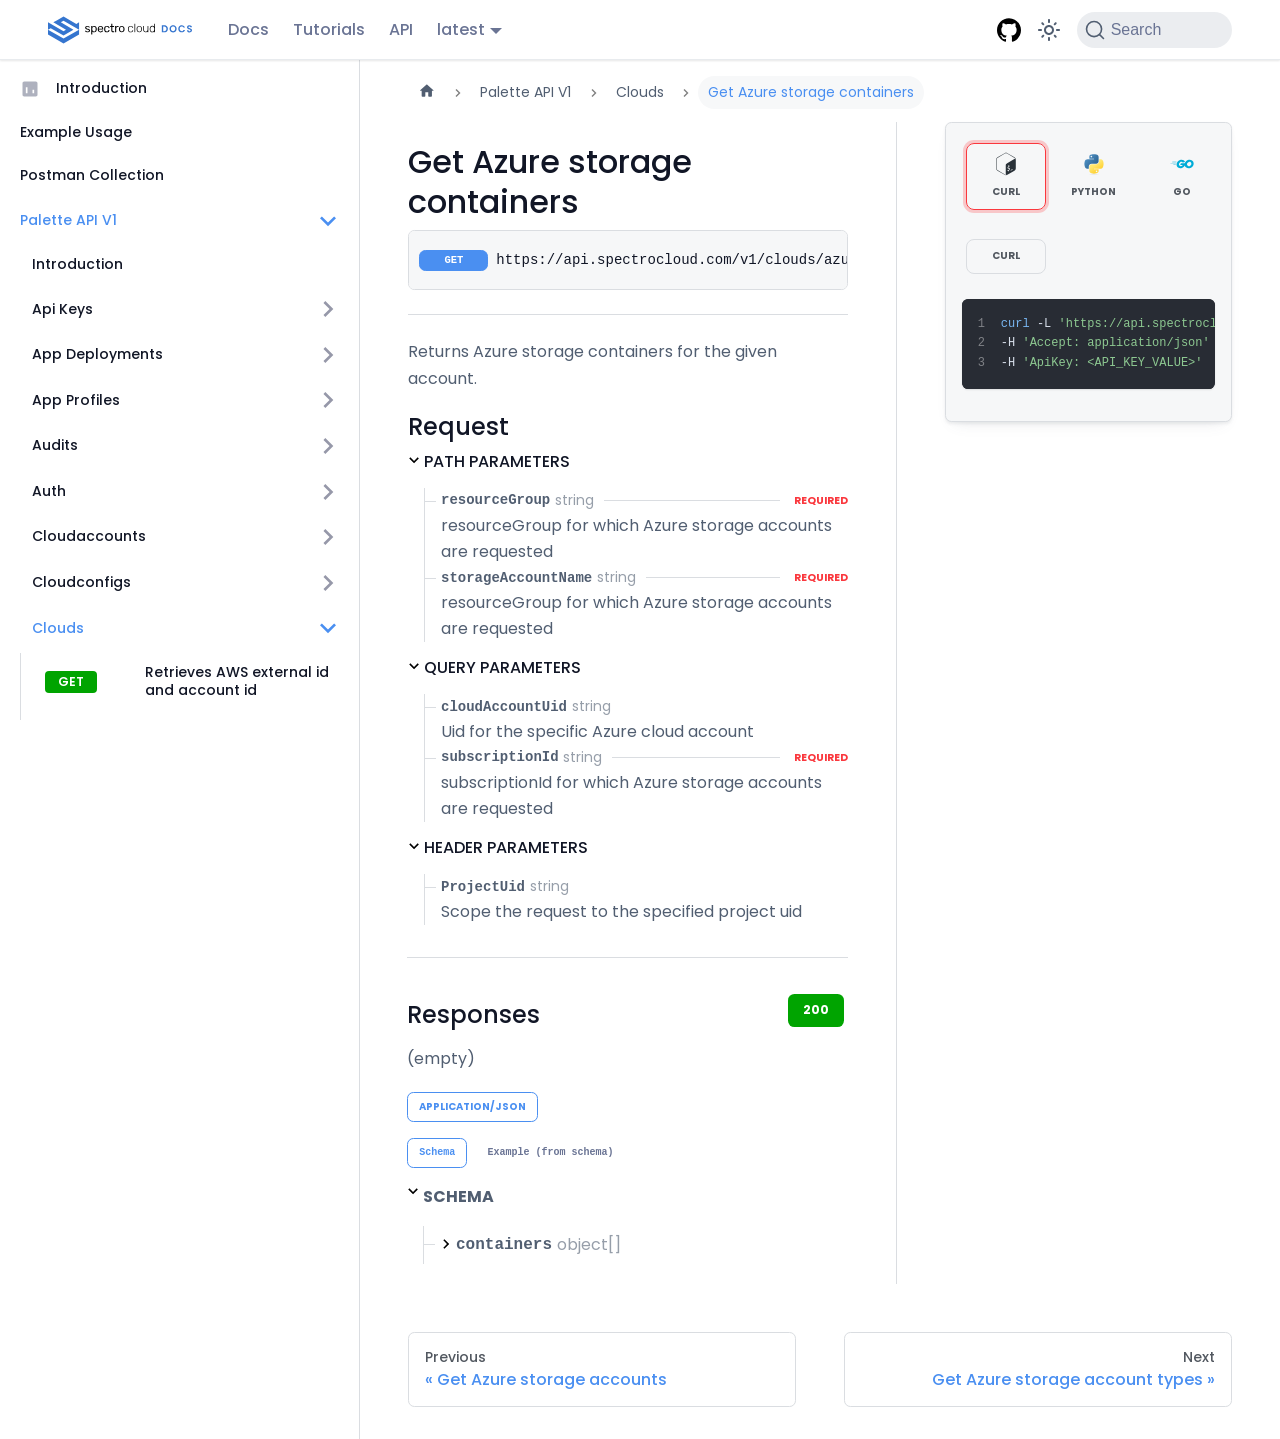 spectro cloud DOCS Docs Tutorials API latest Search
Introduction
Example Usage
Postman Collection
Palette API V1
Introduction
Api Keys
App Deployments
App Profiles
Audits
Auth
Cloudaccounts
Cloudconfigs
Clouds
GET Retrieves AWS external id
and account id
Palette API V1 Clouds Get Azure storage containers
Get Azure storage
containers
GET https://api.spectrocloud.com/v1/clouds/azu
Returns Azure storage containers for the given
account.
Request
PATH PARAMETERS
resourceGroup string REQUIRED
resourceGroup for which Azure storage accounts
are requested
storageAccountName string REQUIRED
resourceGroup for which Azure storage accounts
are requested
QUERY PARAMETERS
cloudAccountUid string
Uid for the specific Azure cloud account
subscriptionId string REQUIRED
subscriptionId for which Azure storage accounts
are requested
HEADER PARAMETERS
ProjectUid string
Scope the request to the specified project uid
Responses 200
(empty)
APPLICATION/JSON
Schema Example (from schema)
SCHEMA
containers object[]
CURL PYTHON GO
CURL
1 curl -L 'https://api.spectrocl
2 -H 'Accept: application/json'
3 -H 'ApiKey: <API_KEY_VALUE>'
Previous
« Get Azure storage accounts
Next
Get Azure storage account types »